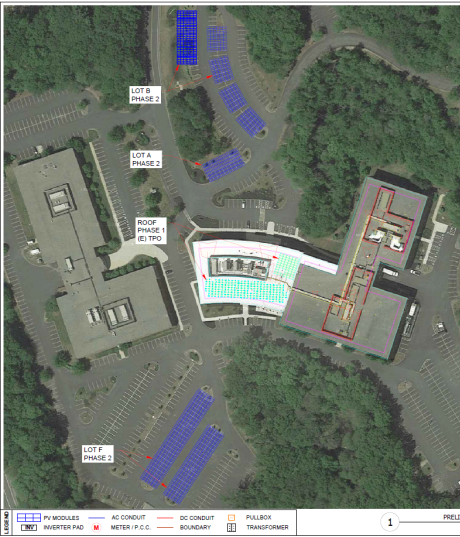 LOT B
PHASE 2
LOT A
PHASE 2
ROOF
PHASE 1
(E) TPO
LOT F
PHASE 2
LEGEND
PV MODULES AC CONDUIT DC CONDUIT PULLBOX
INV INVERTER PAD M METER / P.C.C. BOUNDARY TRANSFORMER
1 PRELI